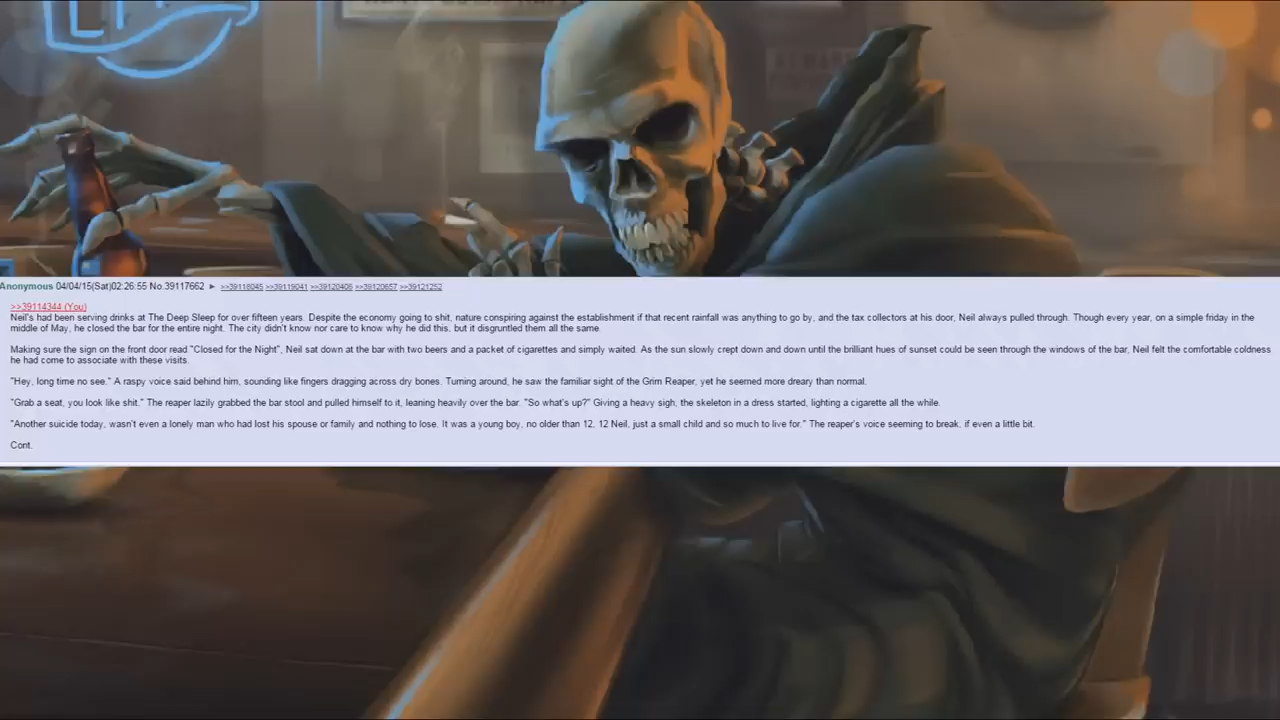 Anonymous 04/04/15(Sat)02:26:55 No.39117662 ► >>39118045 >>39119041 >>39120406 >>39120657 >>39121252
>>39114344 (You)
Neil's had been serving drinks at The Deep Sleep for over fifteen years. Despite the economy going to shit, nature conspiring against the establishment if that recent rainfall was anything to go by, and the tax collectors at his door, Neil always pulled through. Though every year, on a simple friday in the
middle of May, he closed the bar for the entire night. The city didn't know nor care to know why he did this, but it disgruntled them all the same.
Making sure the sign on the front door read "Closed for the Night", Neil sat down at the bar with two beers and a packet of cigarettes and simply waited. As the sun slowly crept down and down until the brilliant hues of sunset could be seen through the windows of the bar, Neil felt the comfortable coldness
he had come to associate with these visits.
"Hey, long time no see." A raspy voice said behind him, sounding like fingers dragging across dry bones. Turning around, he saw the familiar sight of the Grim Reaper, yet he seemed more dreary than normal.
"Grab a seat, you look like shit." The reaper lazily grabbed the bar stool and pulled himself to it, leaning heavily over the bar. "So what's up?" Giving a heavy sigh, the skeleton in a dress started, lighting a cigarette all the while.
"Another suicide today, wasn't even a lonely man who had lost his spouse or family and nothing to lose. It was a young boy, no older than 12, 12 Neil, just a small child and so much to live for." The reaper's voice seeming to break, if even a little bit.
Cont.